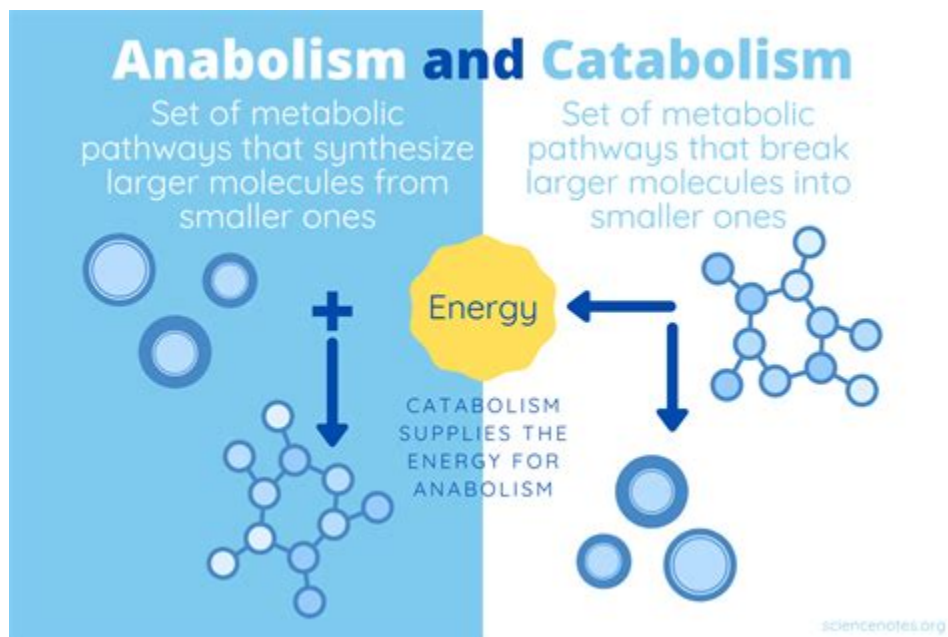 Anabolism and Catabolism
Set of metabolic
pathways that synthesize
larger molecules from
smaller ones
Set of metabolic
pathways that break
larger molecules into
smaller ones
+
Energy
CATABOLISM
SUPPLIES THE
ENERGY FOR
ANABOLISM
sciencenotes.org